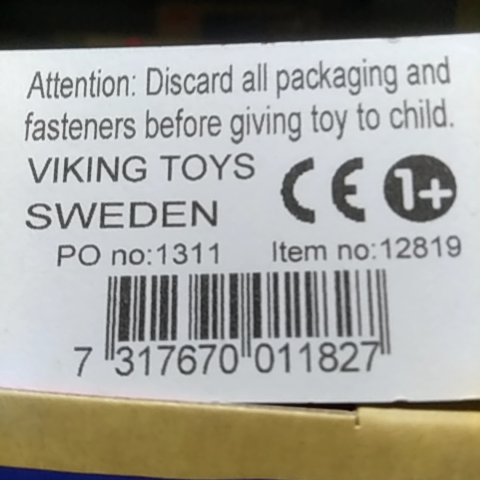 Attention: Discard all packaging and
fasteners before giving toy to child.
VIKING TOYS
SWEDEN
CE 1+
PO no:1311 Item no:12819
7 317670 011827